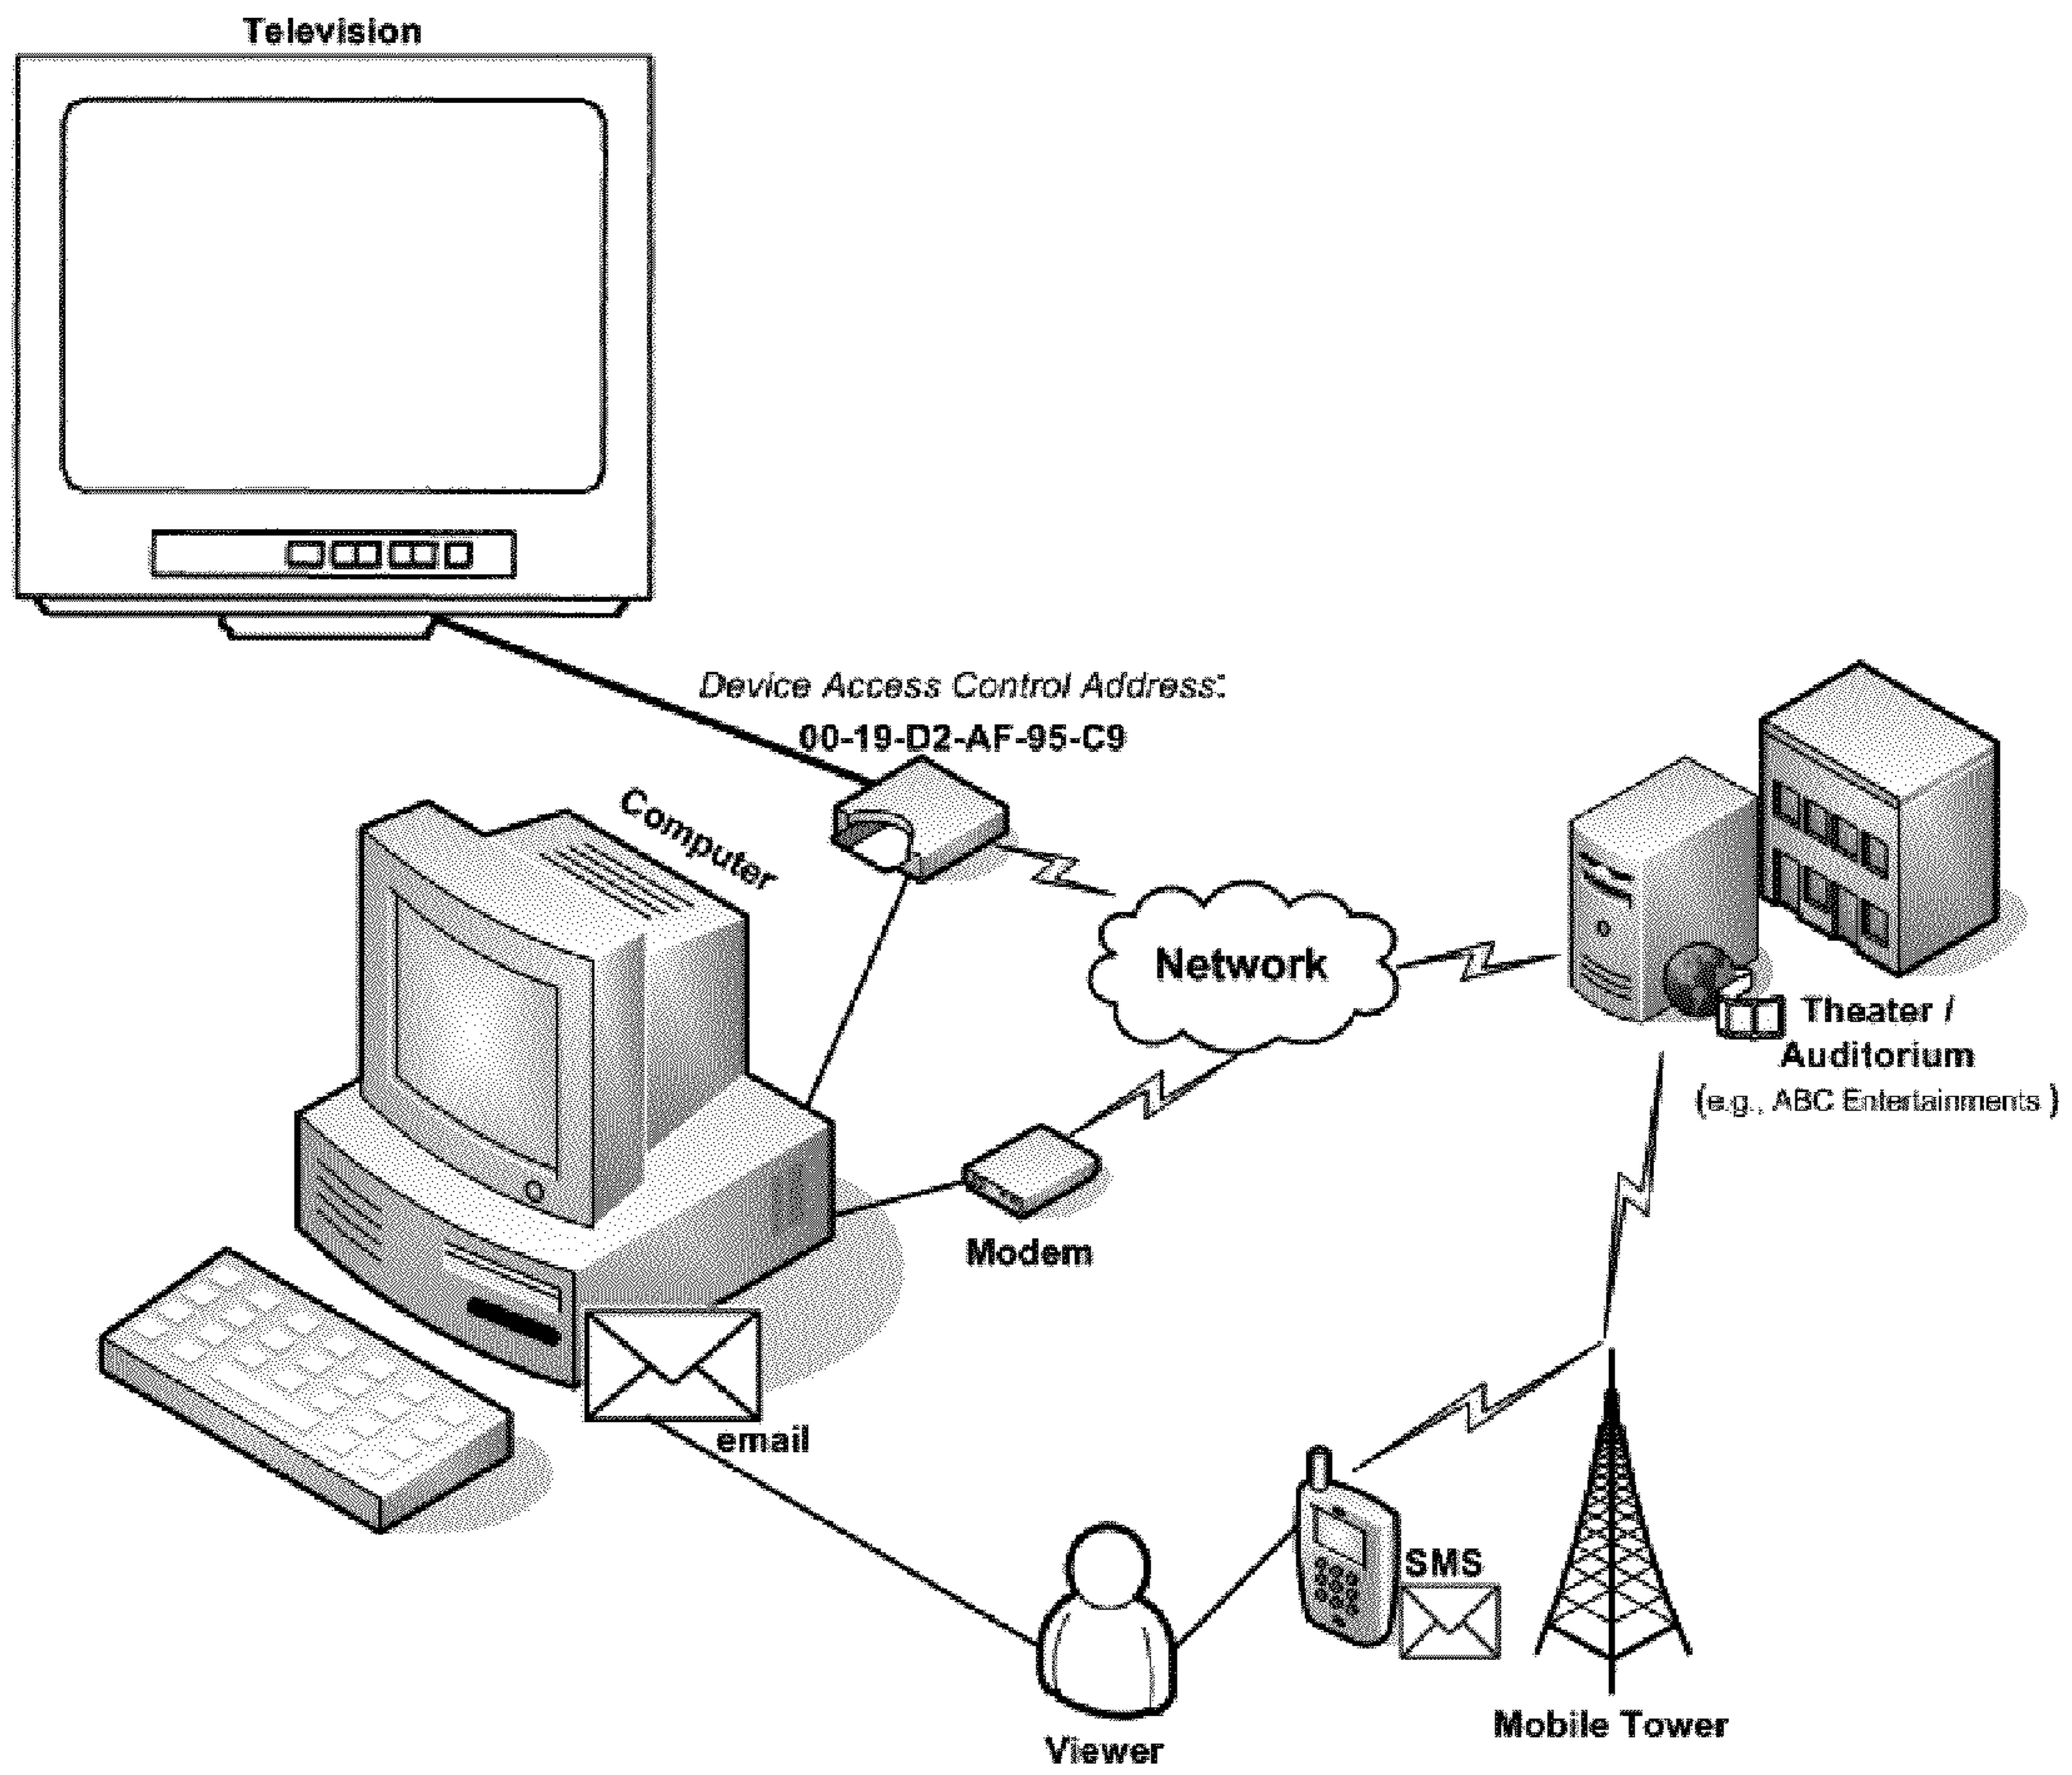 Television
Device Access Control Address:
00-19-D2-AF-95-C9
Computer
Network
Theater /
Auditorium
(e.g., ABC Entertainments )
Modem
email
SMS
Mobile Tower
Viewer